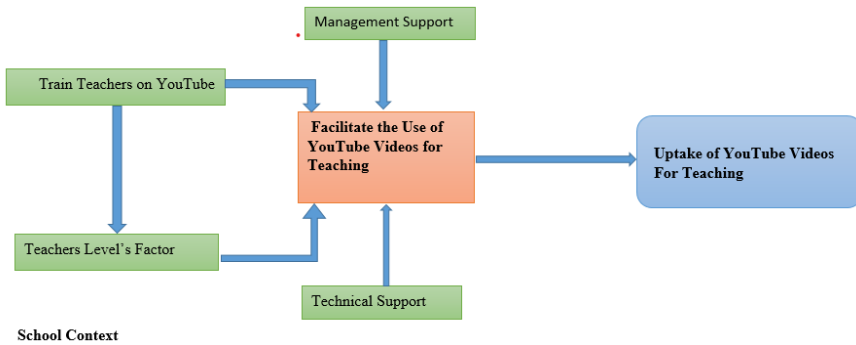 Management Support
Train Teachers on YouTube
Facilitate the Use of
YouTube Videos for
Teaching
Uptake of YouTube Videos
For Teaching
Teachers Level's Factor
Technical Support
School Context